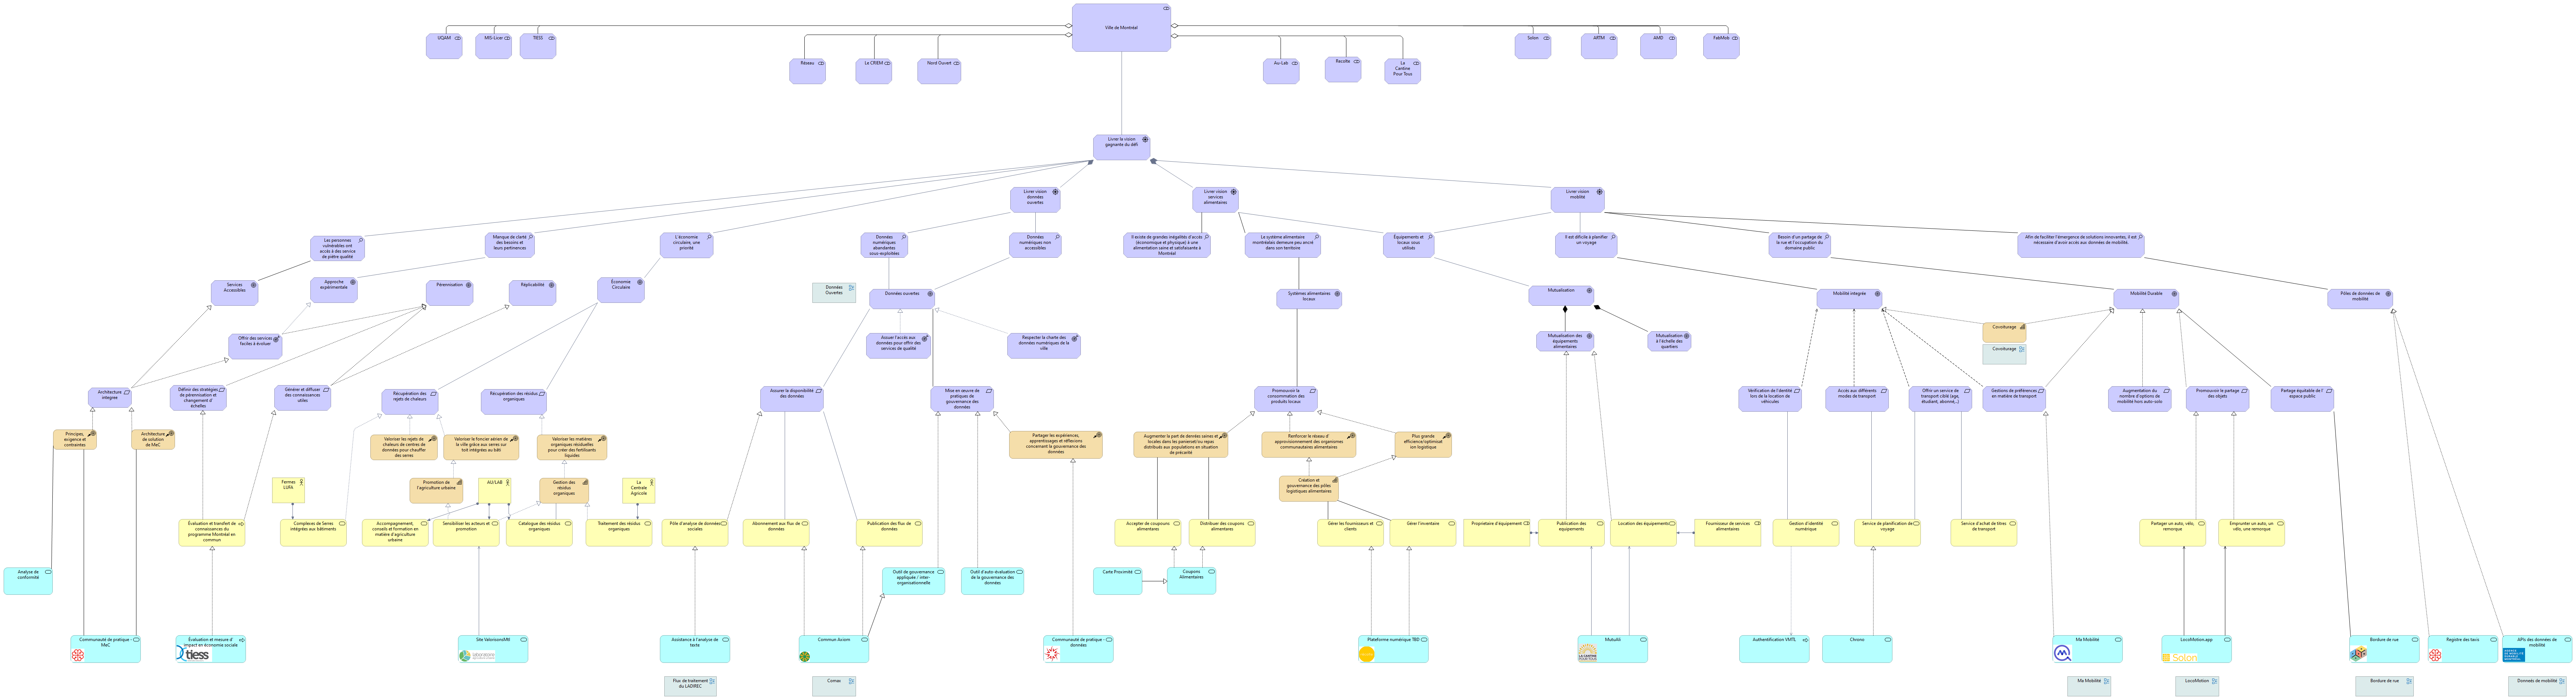 Ville de Montréal
UQAM
MIS-Licer
TIESS
Solon
ARTM
AMD
FabMob
Réseau
Le CRIEM
Nord Ouvert
Au-Lab
Récolte
La
Cantine
Pour Tous
Livrer la vision
gagnante du défi
Livrer vision
données
ouvertes
Livrer vision
services
alimentaires
Livrer vision
mobilité
Les personnes
vulnérables ont
accès à des service
de piètre qualité
Manque de clarté
des besoins et
leurs pertinences
L'économie
circulaire, une
priorité
Données
numériques
abandantes
sous-exploitées
Données
numériques non
accessibles
Il existe de grandes inégalités d'accès
(économique et physique) à une
alimentation saine et satisfaisante à
Montréal
Le système alimentaire
montréalais demeure peu ancré
dans son territoire
Équipements et
locaux sous
utilisés
Il est difficile à planifier
un voyage
Besoin d'un partage de
la rue et l'occupation du
domaine public
Afin de faciliter l'émergence de solutions innovantes, il est
nécessaire d'avoir accès aux données de mobilité.
Services
Accessibles
Approche
expérimentale
Pérennisation
Réplicabilité
Économie
Circulaire
Données
Ouvertes
Données ouvertes
Systèmes alimentaires
locaux
Mutualisation
Mobilité intégrée
Mobilité Durable
Pôles de données de
mobilité
Offrir des services
faciles à évoluer
Assuer l'accès aux
données pour offrir des
services de qualité
Respecter la charte des
données numériques de la
ville
Mutualisation des
équipements
alimentaires
Mutualisation
à l'échelle des
quartiers
Covoiturage
Covoiturage
Architecture
intégrée
Définir des stratégies
de pérennisation et
changement d'
échelles
Générer et diffuser
des connaissances
utiles
Récupération des
rejets de chaleurs
Récupération des résidus
organiques
Assurer la disponibilité
des données
Mise en œuvre de
pratiques de
gouvernance des
données
Promouvoir la
consommation des
produits locaux
Vérification de l'identité
lors de la location de
véhicules
Accès aux différents
modes de transport
Offrir un service de
transport ciblé (age,
étudiant, abonné,..)
Gestions de préférences
en matière de transport
Augmentation du
nombre d'options de
mobilité hors auto-solo
Promouvoir le partage
des objets
Partage équitable de l'
espace public
Principes,
exigence et
contraintes
Architecture
de solution
de MeC
Valoriser les rejets de
chaleurs de centres de
données pour chauffer
des serres
Valoriser le foncier aérien de
la ville grâce aux serres sur
toit intégrées au bâti
Valoriser les matières
organiques résiduelles
pour créer des fertilisants
liquides
Partager les expériences,
apprentissages et réflecions
concernant la gouvernance des
données
Augmenter la part de denrées saines et
locales dans les panieriset/ou repas
distribués aux populations en situation
de précarité
Renforcer le réseau d'
approvisionnement des organismes
communautaires alimentaires
Plus grande
efficience/optimisat
ion logistique
Fermes
LUFA
Promotion de
l'agriculture urbaine
AU/LAB
Gestion des
résidus
organiques
La
Centrale
Agricole
Création et
gouvernance des pôles
logistiques alimentaires
Évaluation et transfert de
connaissances du
programme Montréal en
commun
Complexes de Serres
intégrées aux bâtiments
Accompagnement,
conseils et formation en
matière d'agriculture
urbaine
Sensibiliser les acteurs et
promotion
Catalogue des résidus
organiques
Traitement des résidus
organiques
Pôle d'analyse de données
sociales
Abonnement aux flux de
données
Publication des flux de
données
Accepter de coupouns
alimentaires
Distribuer des coupons
alimantaires
Gérer les fournisseurs et
clients
Gérer l'inventaire
Propriétaire d'équipement
Publication des
équipements
Location des équipements
Fournisseur de services
alimentaires
Gestion d'identité
numérique
Service de planification de
voyage
Service d'achat de titres
de transport
Partager un auto, vélo,
remorque
Emprunter un auto, un
vélo, une remorque
Analyse de
conformité
Outil de gouvernance
appliquée / inter-
organisationnelle
Outil d'auto-évaluation
de la gouvernance des
données
Carte Proximité
Coupons
Alimentaires
Communauté de pratique -
MeC
Évaluation et mesure d'
impact en économie sociale
tiess
Site ValorisonsMR
laboratoire
Assistance à l'analyse de
texte
Commun Axiom
Communauté de pratique -
données
Plateforme numérique TBD
MutuAli
LA CANTINE
POUR TOUS
Authentification VMTL
Chrono
Ma Mobilité
LocoMotion.app
Solon
Bordure de rue
Registre des taxis
APIs des données de
mobilité
Flux de traitement
du LADIREC
Comax
Ma Mobilité
LocoMotion
Bordure de rue
Donneés de mobilité